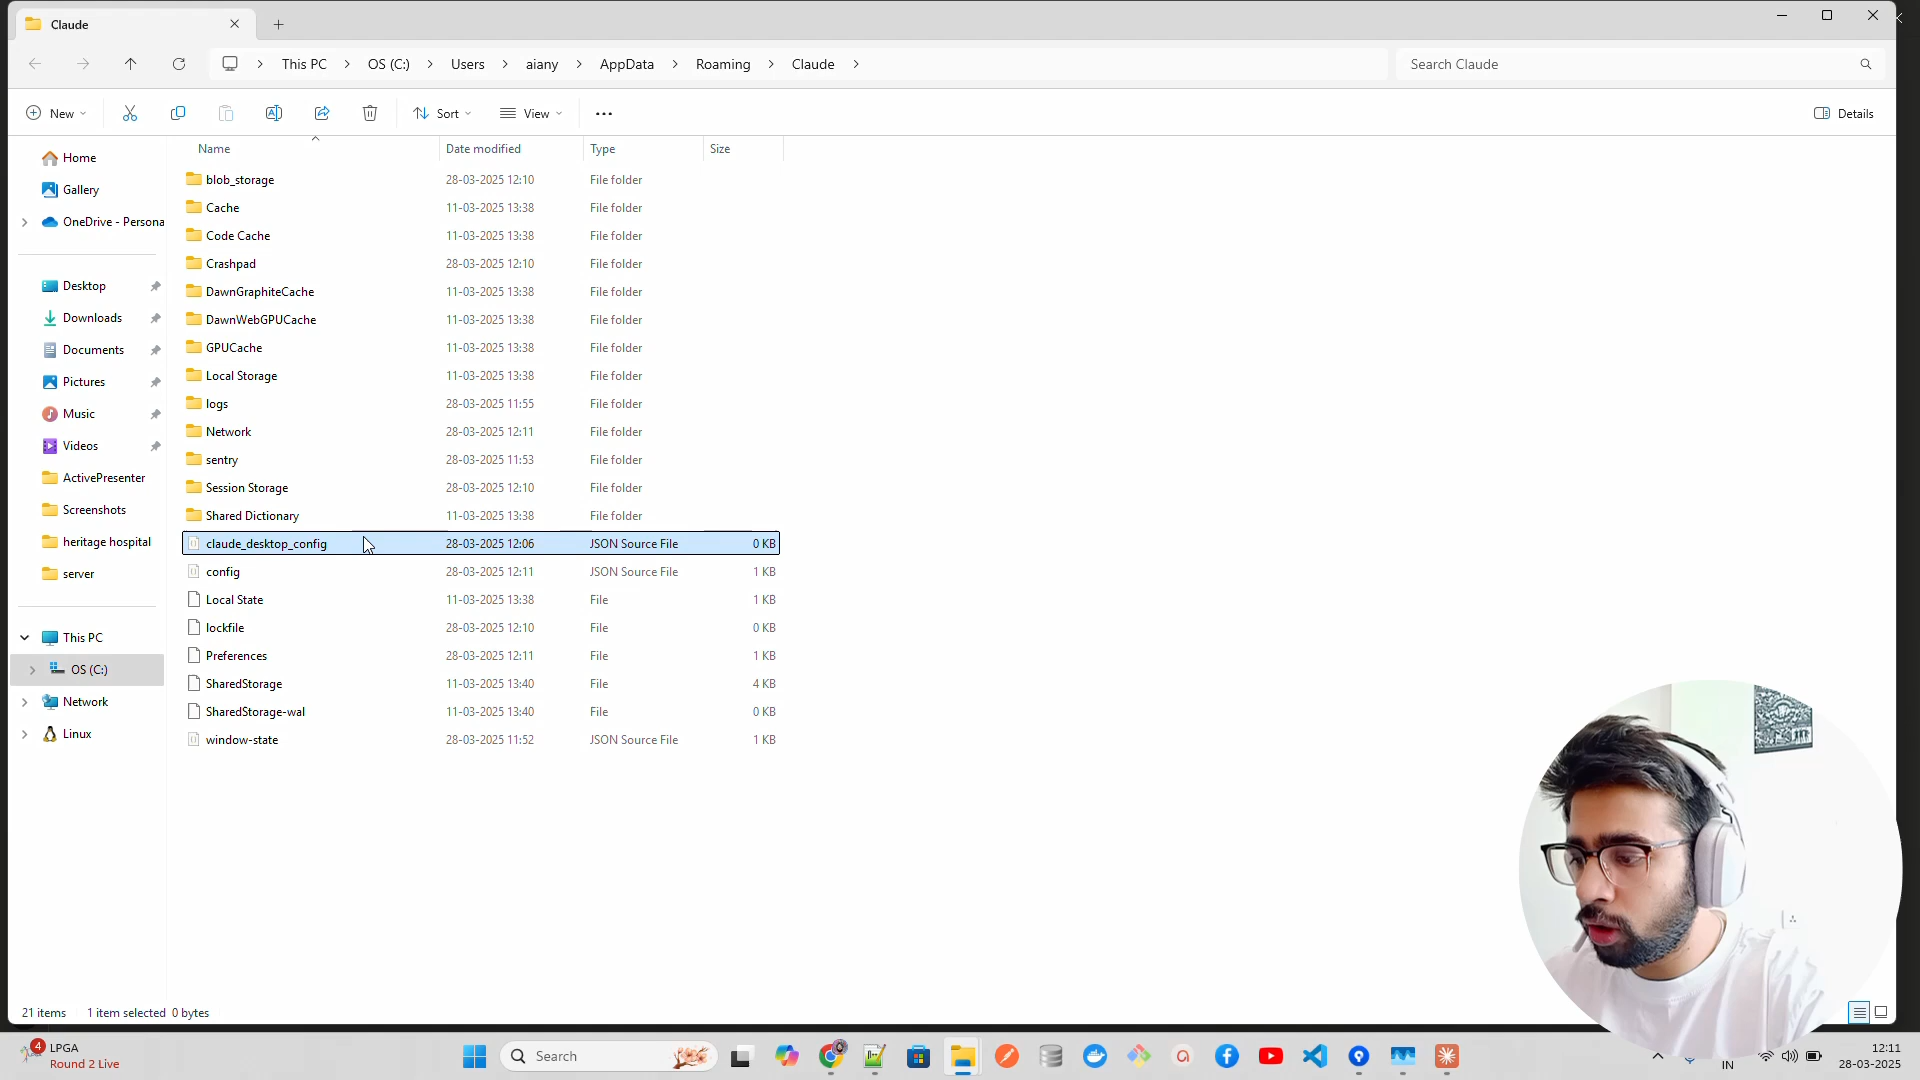 Claude
This PC
OS (C:)
Users
aiany
AppData
Roaming
Claude
Search Claude
New
Sort
View
Details
Name
Date modified
Type
Size
Home
Gallery
OneDrive - Persona
Desktop
Downloads
Documents
Pictures
Music
Videos
ActivePresenter
Screenshots
heritage hospital
server
This PC
OS (C:)
Network
Linux
blob_storage 28-03-2025 12:10 File folder
Cache 11-03-2025 13:38 File folder
Code Cache 11-03-2025 13:38 File folder
Crashpad 28-03-2025 12:10 File folder
DawnGraphiteCache 11-03-2025 13:38 File folder
DawnWebGPUCache 11-03-2025 13:38 File folder
GPUCache 11-03-2025 13:38 File folder
Local Storage 11-03-2025 13:38 File folder
logs 28-03-2025 11:55 File folder
Network 28-03-2025 12:11 File folder
sentry 28-03-2025 11:53 File folder
Session Storage 28-03-2025 12:10 File folder
Shared Dictionary 11-03-2025 13:38 File folder
claude_desktop_config 28-03-2025 12:06 JSON Source File 0 KB
config 28-03-2025 12:11 JSON Source File 1 KB
Local State 11-03-2025 13:38 File 1 KB
lockfile 28-03-2025 12:10 File 0 KB
Preferences 28-03-2025 12:11 File 1 KB
SharedStorage 11-03-2025 13:40 File 4 KB
SharedStorage-wal 11-03-2025 13:40 File 0 KB
window-state 28-03-2025 11:52 JSON Source File 1 KB
21 items 1 item selected 0 bytes
4
LPGA
Round 2 Live
Search
IN
12:11
28-03-2025